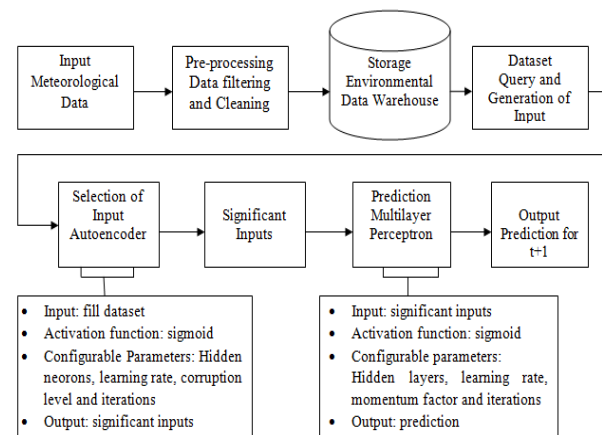 Input
Meteorological
Data
Pre-processing
Data filtering
and Cleaning
Storage
Environmental
Data Warehouse
Dataset
Query and
Generation of
Input
Selection of
Input
Autoencoder
Significant
Inputs
Prediction
Multilayer
Perceptron
Output
Prediction for
t+1
• Input: fill dataset
• Activation function: sigmoid
• Configurable Parameters: Hidden
neorons, learning rate, corruption
level and iterations
• Output: significant inputs
• Input: significant inputs
• Activation function: sigmoid
• Configurable parameters:
Hidden layers, learning rate,
momentum factor and iterations
• Output: prediction